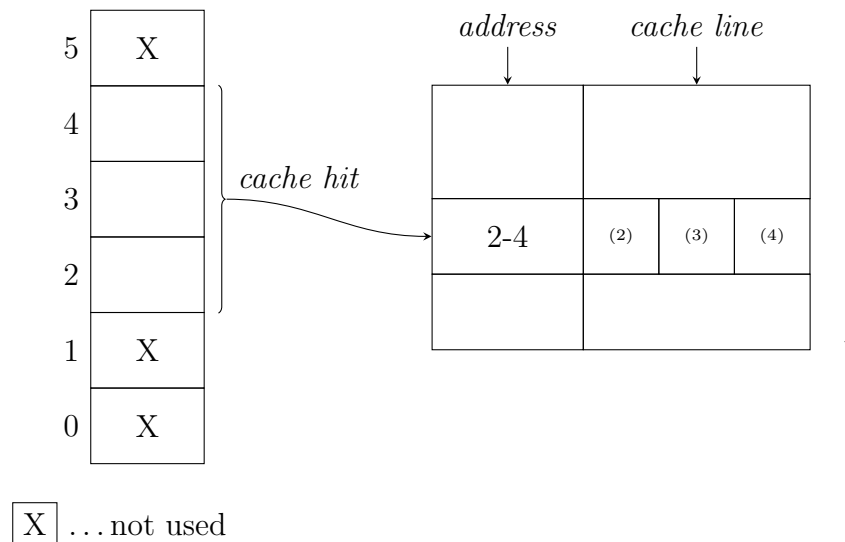 address cache line
5 X
4
3 cache hit
2-4 (2) (3) (4)
2
1 X
0 X
X ...not used